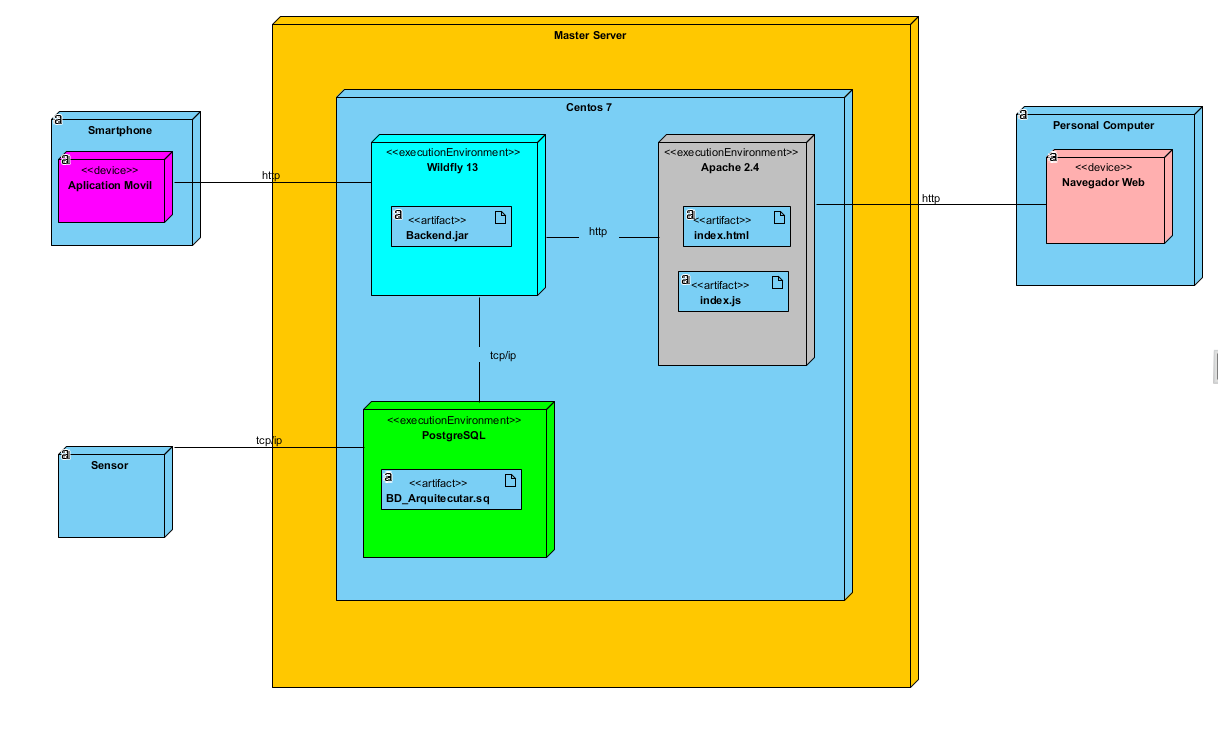 Master Server
Centos 7
a
Smartphone
a
<<device>>
Aplication Movil
http
<<executionEnvironment>>
Wildfly 13
a
<<artifact>>
Backend.jar
http
<<executionEnvironment>>
Apache 2.4
a
<<artifact>>
index.html
a
<<artifact>>
index.js
http
a
Personal Computer
a
<<device>>
Navegador Web
tcp/ip
<<executionEnvironment>>
PostgreSQL
a
<<artifact>>
BD_Arquitecutar.sq
tcp/ip
a
Sensor